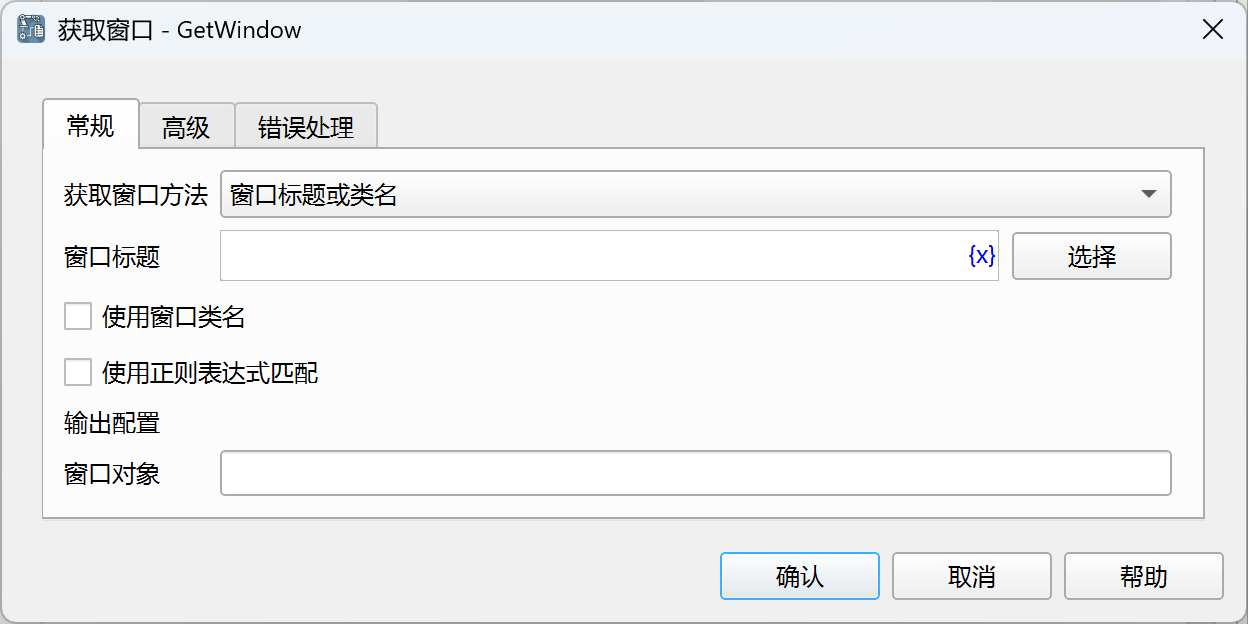 获取窗口 - GetWindow
常规 高级 错误处理
获取窗口方法 窗口标题或类名
窗口标题 {x} 选择
使用窗口类名
使用正则表达式匹配
输出配置
窗口对象
确认 取消 帮助